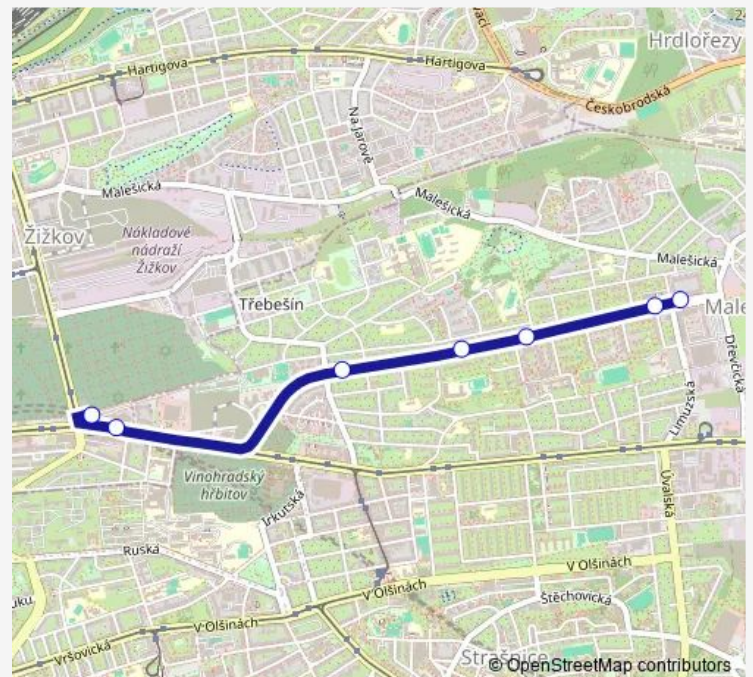 Hartigova
Hartigova
Hrdlořezy
Českobrodská
Na Jarově
Malešická
Malešická
Žižkov
Nákladové
nádraží
Žižkov
Malešická
Třebešín
Male
Dřevčická
Limuzská
Vinohradský
hřbitov
Irkutská
Úvalská
Ruská
V Olšinách
V Olšinách
Štěchovická
V Olšinách
Vršovická
Strašnice
© OpenStreetMap contributors